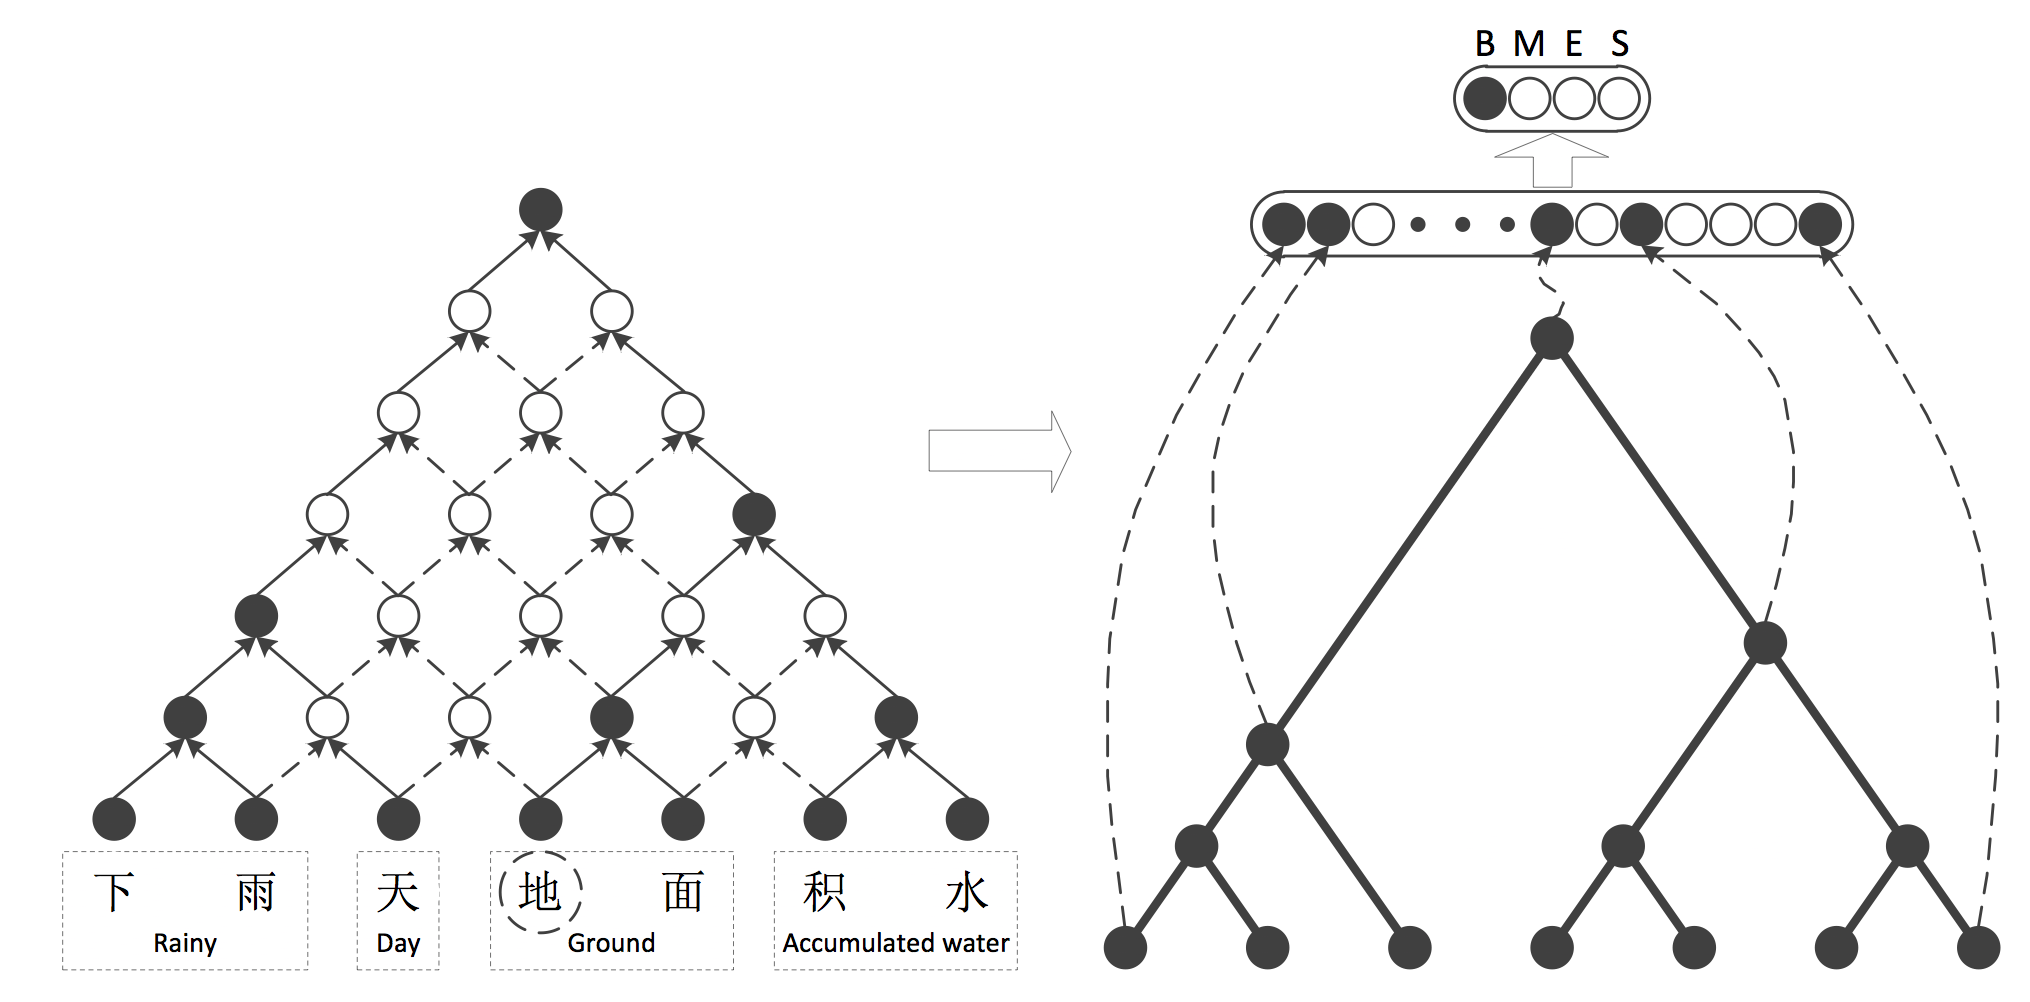 B M E S
下 雨 天 地 面 积 水
Rainy Day Ground Accumulated water